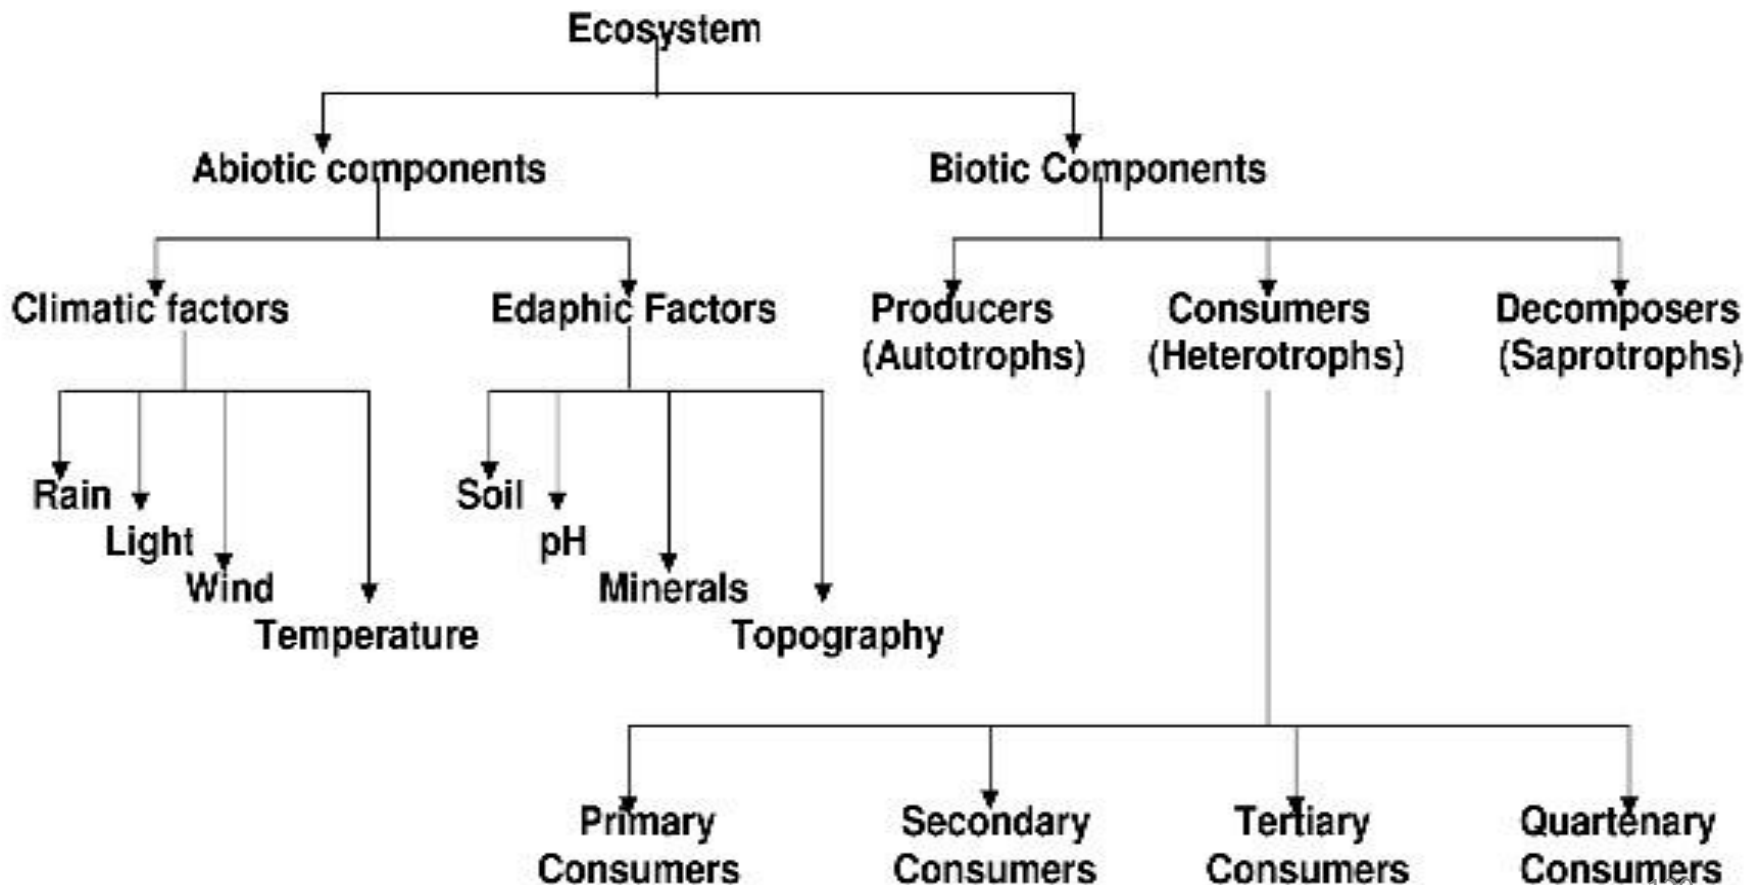 Ecosystem
Abiotic components
Biotic Components
Climatic factors
Edaphic Factors
Producers
(Autotrophs)
Consumers
(Heterotrophs)
Decomposers
(Saprotrophs)
Rain
Light
Wind
Temperature
Soil
pH
Minerals
Topography
Primary
Consumers
Secondary
Consumers
Tertiary
Consumers
Quartenary
Consumers